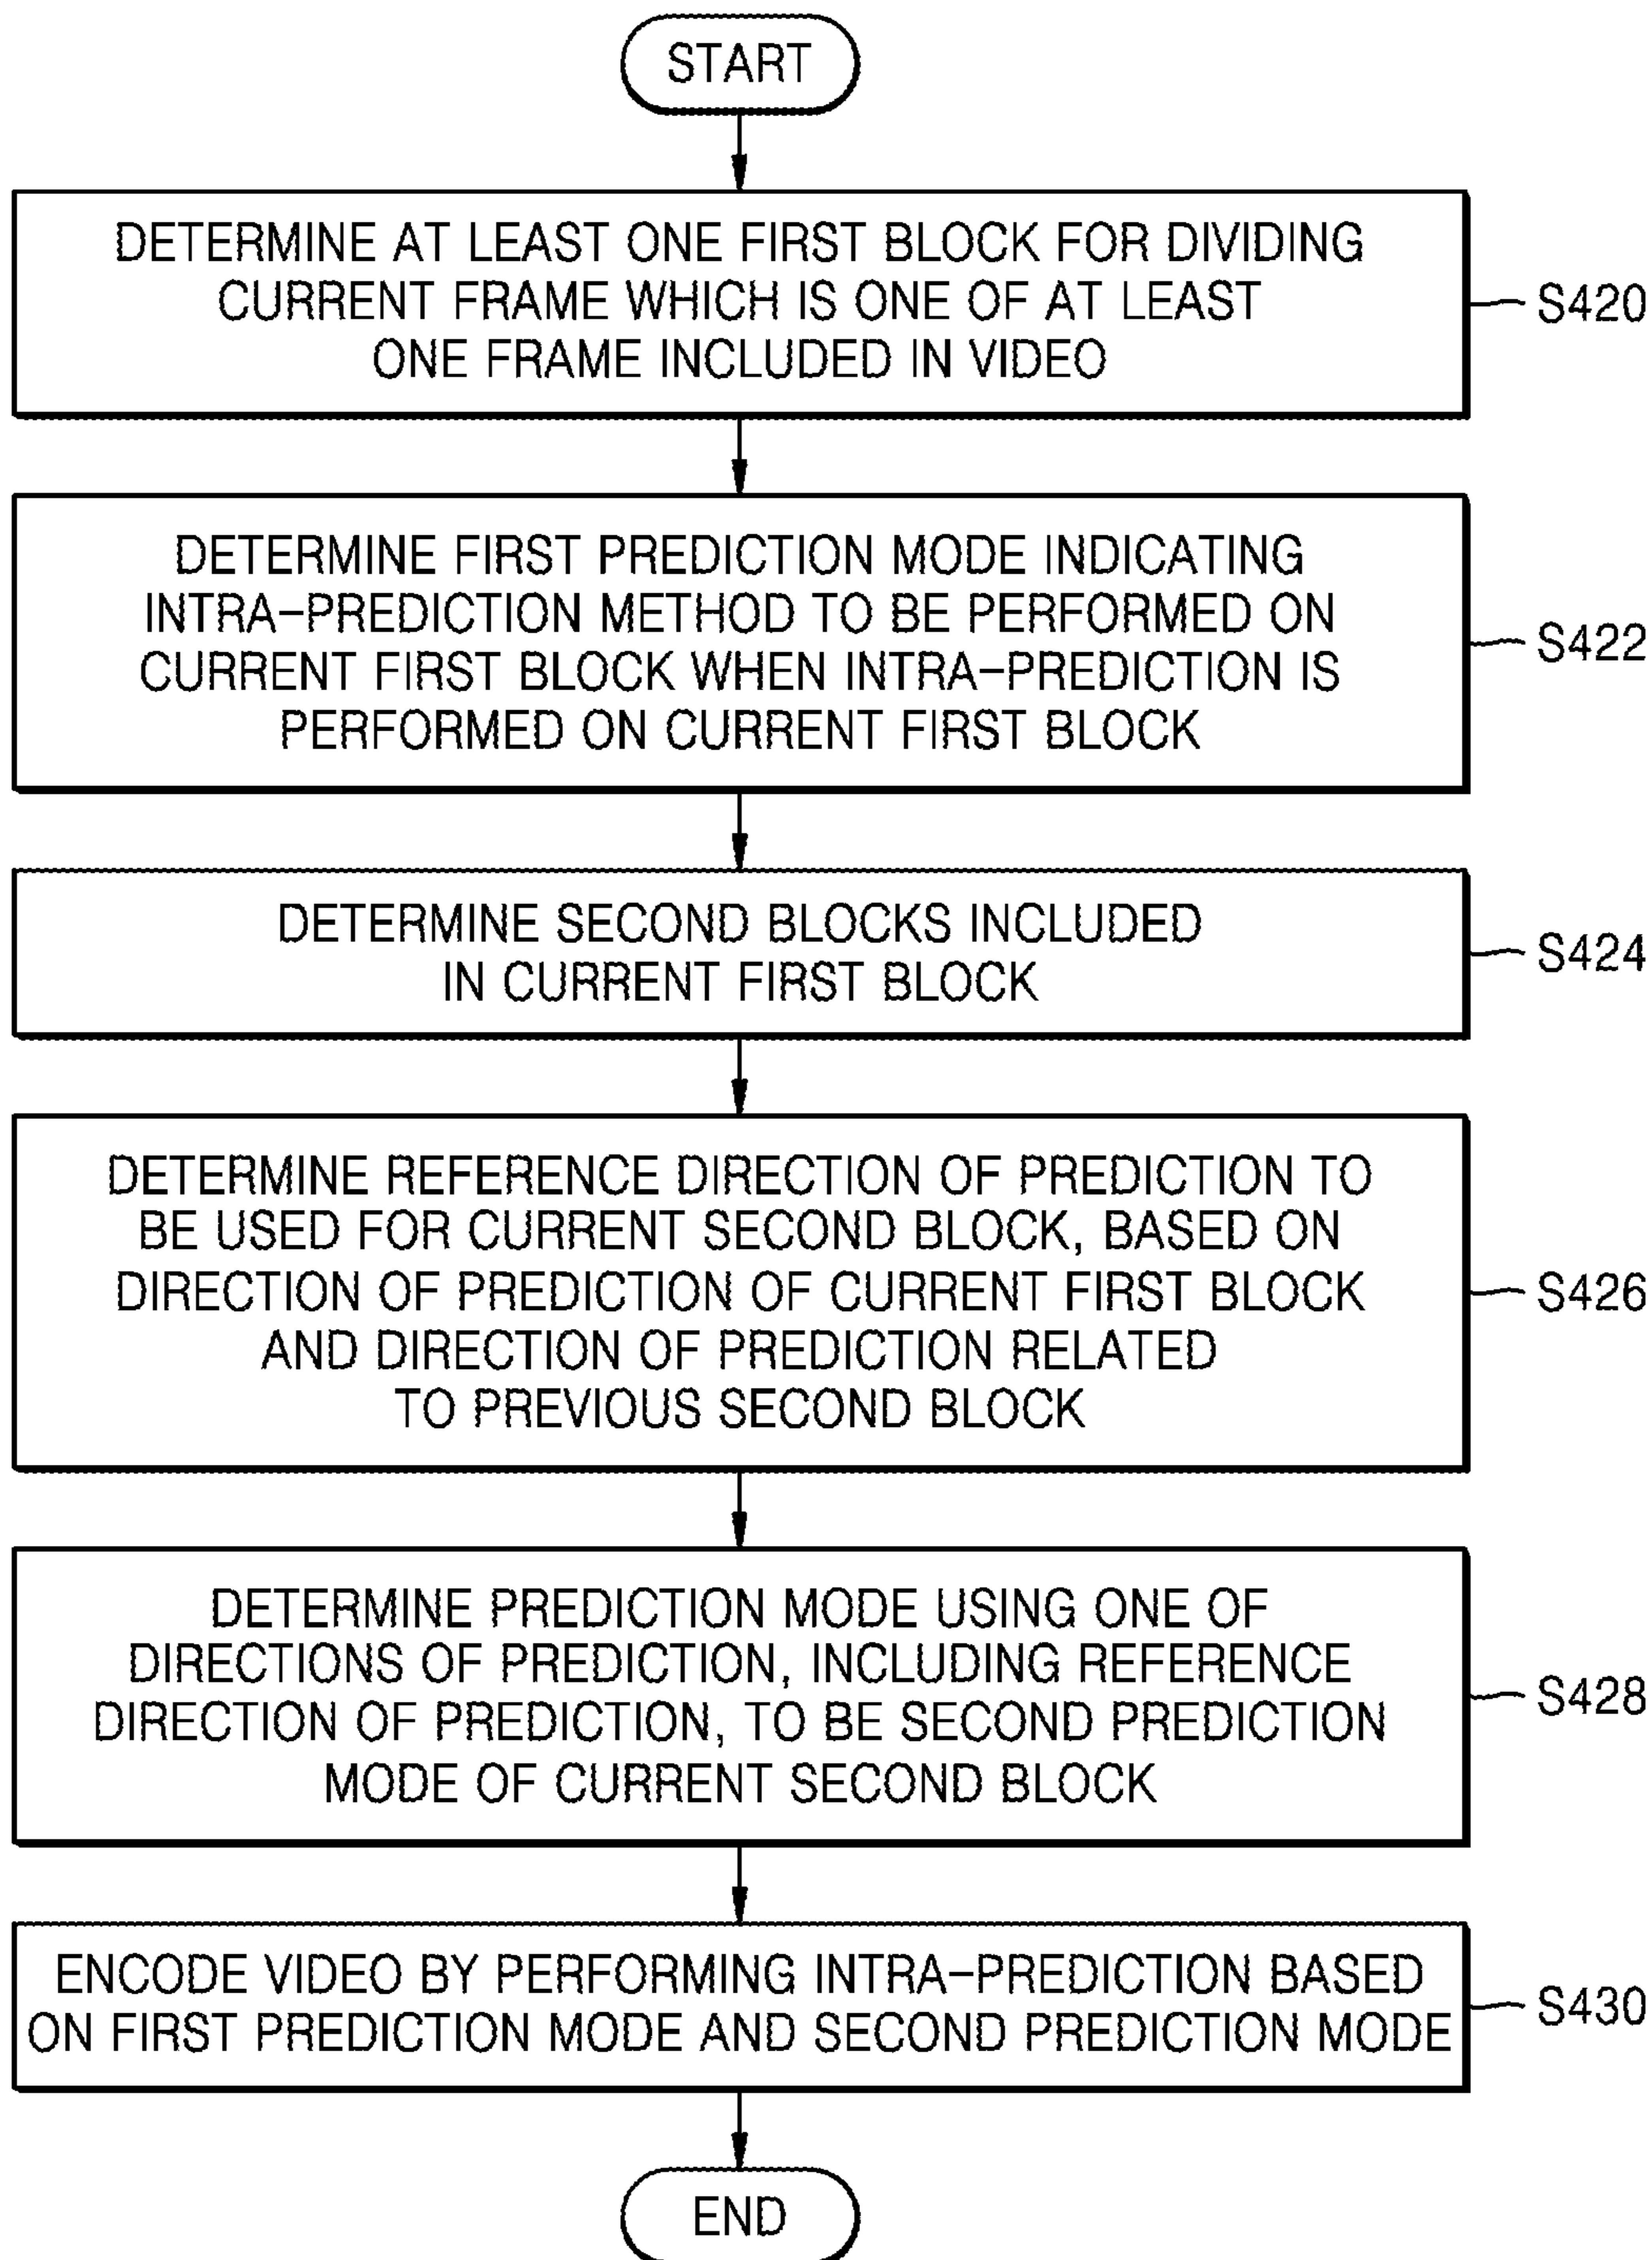 START
DETERMINE AT LEAST ONE FIRST BLOCK FOR DIVIDING
CURRENT FRAME WHICH IS ONE OF AT LEAST
ONE FRAME INCLUDED IN VIDEO
S420
DETERMINE FIRST PREDICTION MODE INDICATING
INTRA-PREDICTION METHOD TO BE PERFORMED ON
CURRENT FIRST BLOCK WHEN INTRA-PREDICTION IS
PERFORMED ON CURRENT FIRST BLOCK
S422
DETERMINE SECOND BLOCKS INCLUDED
IN CURRENT FIRST BLOCK
S424
DETERMINE REFERENCE DIRECTION OF PREDICTION TO
BE USED FOR CURRENT SECOND BLOCK, BASED ON
DIRECTION OF PREDICTION OF CURRENT FIRST BLOCK
AND DIRECTION OF PREDICTION RELATED
TO PREVIOUS SECOND BLOCK
S426
DETERMINE PREDICTION MODE USING ONE OF
DIRECTIONS OF PREDICTION, INCLUDING REFERENCE
DIRECTION OF PREDICTION, TO BE SECOND PREDICTION
MODE OF CURRENT SECOND BLOCK
S428
ENCODE VIDEO BY PERFORMING INTRA-PREDICTION BASED
ON FIRST PREDICTION MODE AND SECOND PREDICTION MODE
S430
END